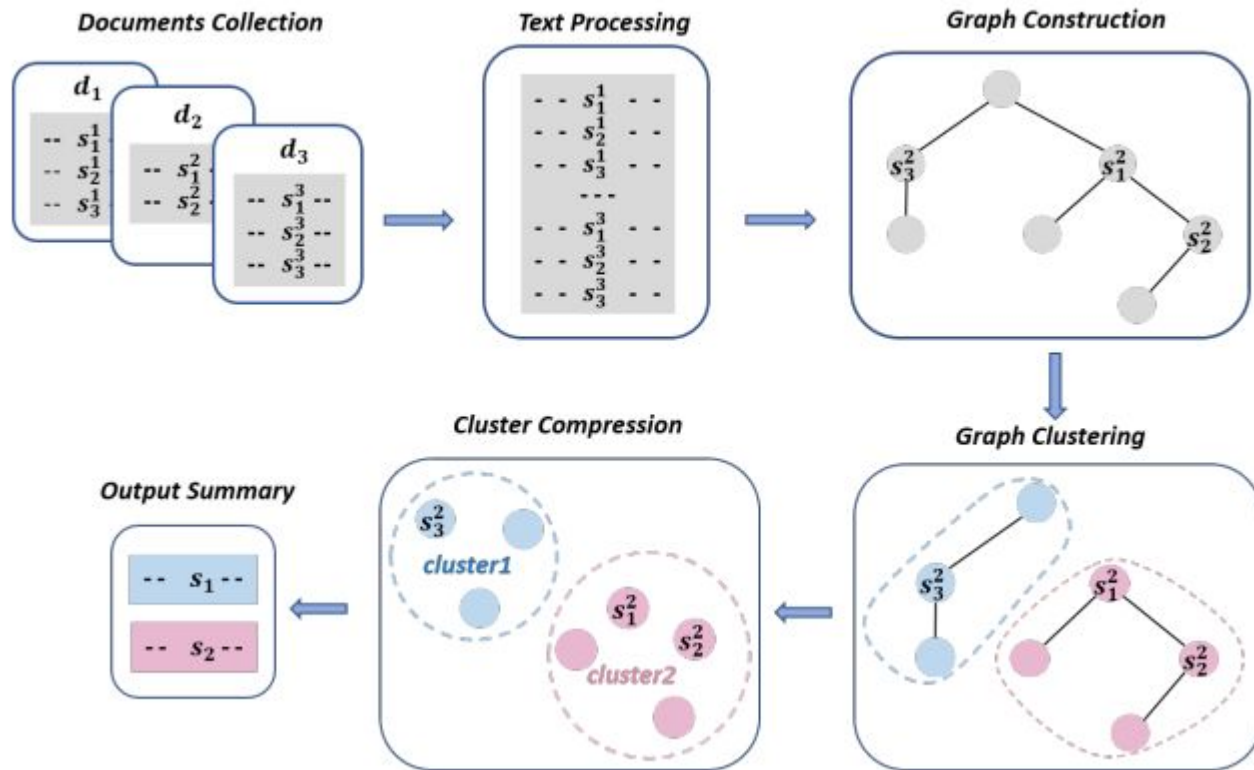 Documents Collection
Text Processing
Graph Construction
d₁
-- s₁¹
-- s₂¹
-- s₃¹
d₂
-- s₁²
-- s₂²
d₃
-- s₁³ --
-- s₂³ --
-- s₃³ --
- - s₁¹ - -
- - s₂¹ - -
- - s₃¹ - -
---
- - s₁³ - -
- - s₂³ - -
- - s₃³ - -
s₃²
s₁²
s₂²
Cluster Compression
Graph Clustering
Output Summary
-- s₁ --
-- s₂ --
s₃²
cluster1
s₁²
s₂²
cluster2
s₃²
s₁²
s₂²